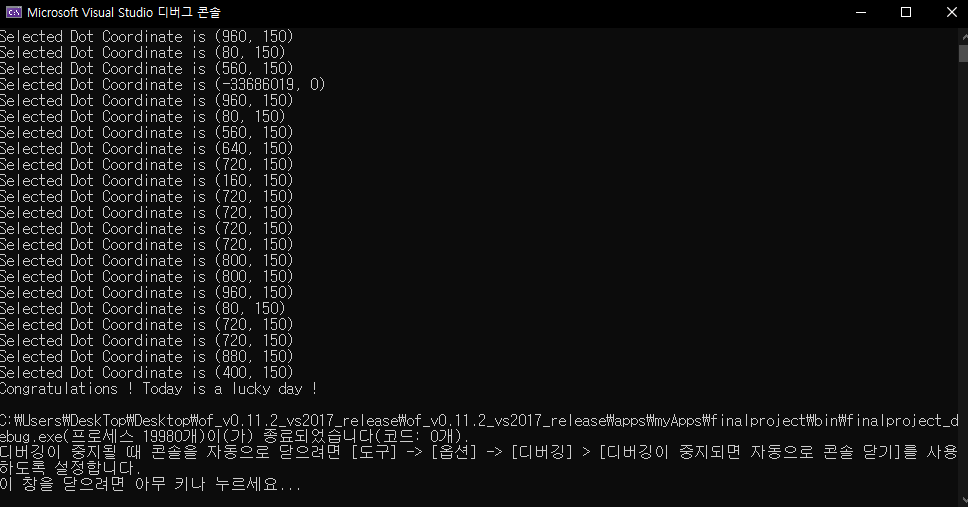 Microsoft Visual Studio 디버그 콘솔
Selected Dot Coordinate is (960, 150)
Selected Dot Coordinate is (80, 150)
Selected Dot Coordinate is (560, 150)
Selected Dot Coordinate is (-33686019, 0)
Selected Dot Coordinate is (960, 150)
Selected Dot Coordinate is (80, 150)
Selected Dot Coordinate is (560, 150)
Selected Dot Coordinate is (640, 150)
Selected Dot Coordinate is (720, 150)
Selected Dot Coordinate is (160, 150)
Selected Dot Coordinate is (720, 150)
Selected Dot Coordinate is (720, 150)
Selected Dot Coordinate is (720, 150)
Selected Dot Coordinate is (720, 150)
Selected Dot Coordinate is (800, 150)
Selected Dot Coordinate is (800, 150)
Selected Dot Coordinate is (960, 150)
Selected Dot Coordinate is (80, 150)
Selected Dot Coordinate is (720, 150)
Selected Dot Coordinate is (720, 150)
Selected Dot Coordinate is (880, 150)
Selected Dot Coordinate is (400, 150)
Congratulations ! Today is a lucky day !
C:₩Users₩DeskTop₩Desktop₩of_v0.11.2_vs2017_release₩of_v0.11.2_vs2017_release₩apps₩myApps₩finalproject₩bin₩finalproject_d
ebug.exe(프로세스 19980개)이(가) 종료되었습니다(코드: 0개).
디버깅이 중지될 때 콘솔을 자동으로 닫으려면 [도구] -> [옵션] -> [디버깅] > [디버깅이 중지되면 자동으로 콘솔 닫기]를 사용
하도록 설정합니다.
이 창을 닫으려면 아무 키나 누르세요...